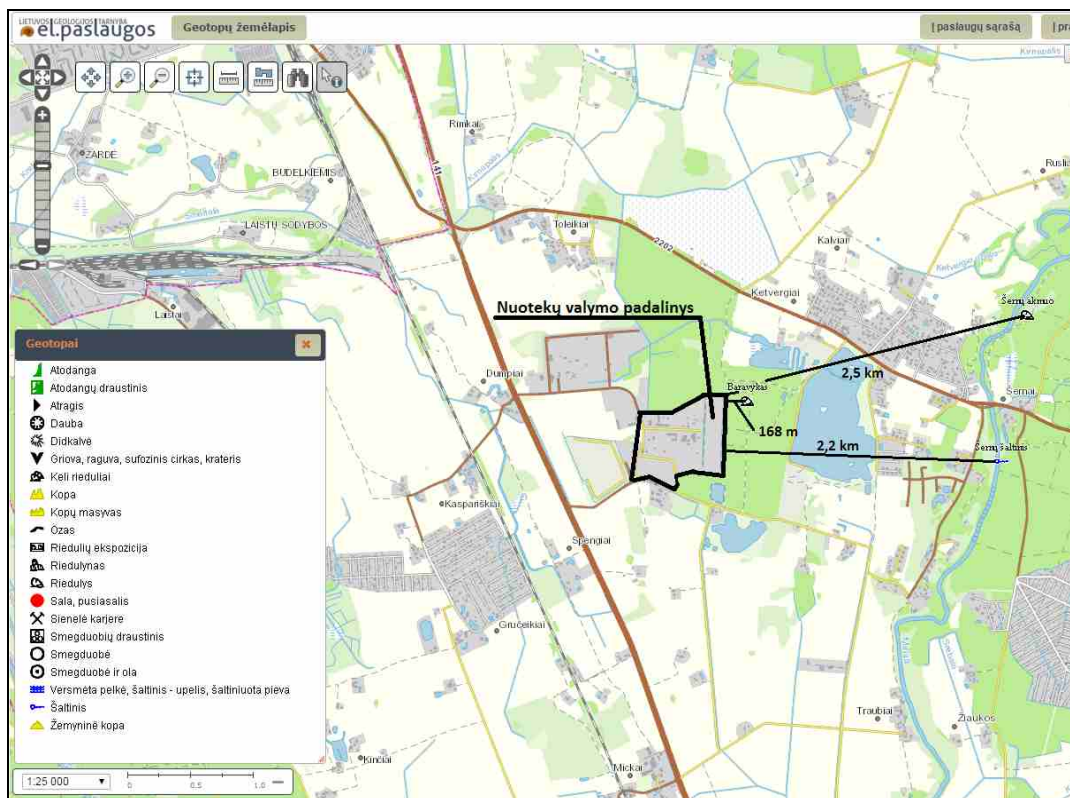 LIETUVOS GEOLOGIJOS TARNYBA
el.paslaugos
Geotopų žemėlapis
Į paslaugų sąrašą
Į pra
Rimkai
ŽARDĖ
BUDELKIEMIS
141
LAISTŲ SODYBOS
Toleikiai
2202
Kalviai
Ruslia
Ketvergiai
Laistai
Nuotekų valymo padalinys
Šernų akmuo
Geotopai
Atodanga
Atodangų draustinis
Atragis
Dauba
Didkalvė
Griova, raguva, sufozinis cirkas, krateris
Keli rieduliai
Kopa
Kopų masyvas
Ozas
Riedulių ekspozicija
Riedulynas
Riedulys
Sala, pusiasalis
Sienelė karjere
Smegduobių draustinis
Smegduobė
Smegduobė ir ola
Versmėta pelkė, šaltinis - upelis, šaltiniuota pieva
Šaltinis
Žemyninė kopa
Dumpiai
2,5 km
Baravykai
Šernai
168 m
2,2 km
Šernų šaltinis
Kaspariškiai
Spengiai
Gručeikiai
Traubiai
Žiaukos
Kinčiai
Mickai
1:25 000
0
0.5
1.0